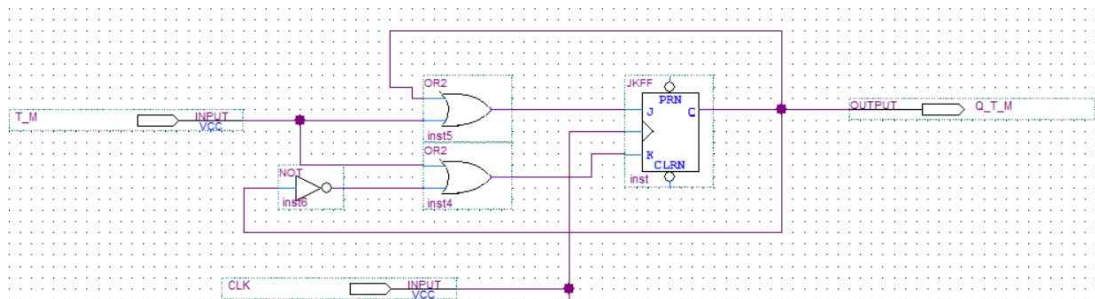 OR2
JKFF
PRN
J
Q
T_M
INPUT
VCC
OUTPUT
Q_T_M
inst5
OR2
K
CLRN
NOT
inst6
inst4
inst
CLK
INPUT
VCC